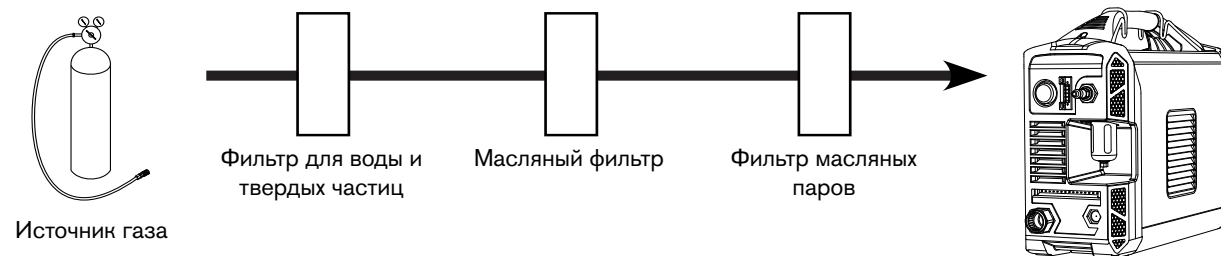 Фильтр для воды и
твердых частиц
Масляный фильтр
Фильтр масляных
паров
Источник газа